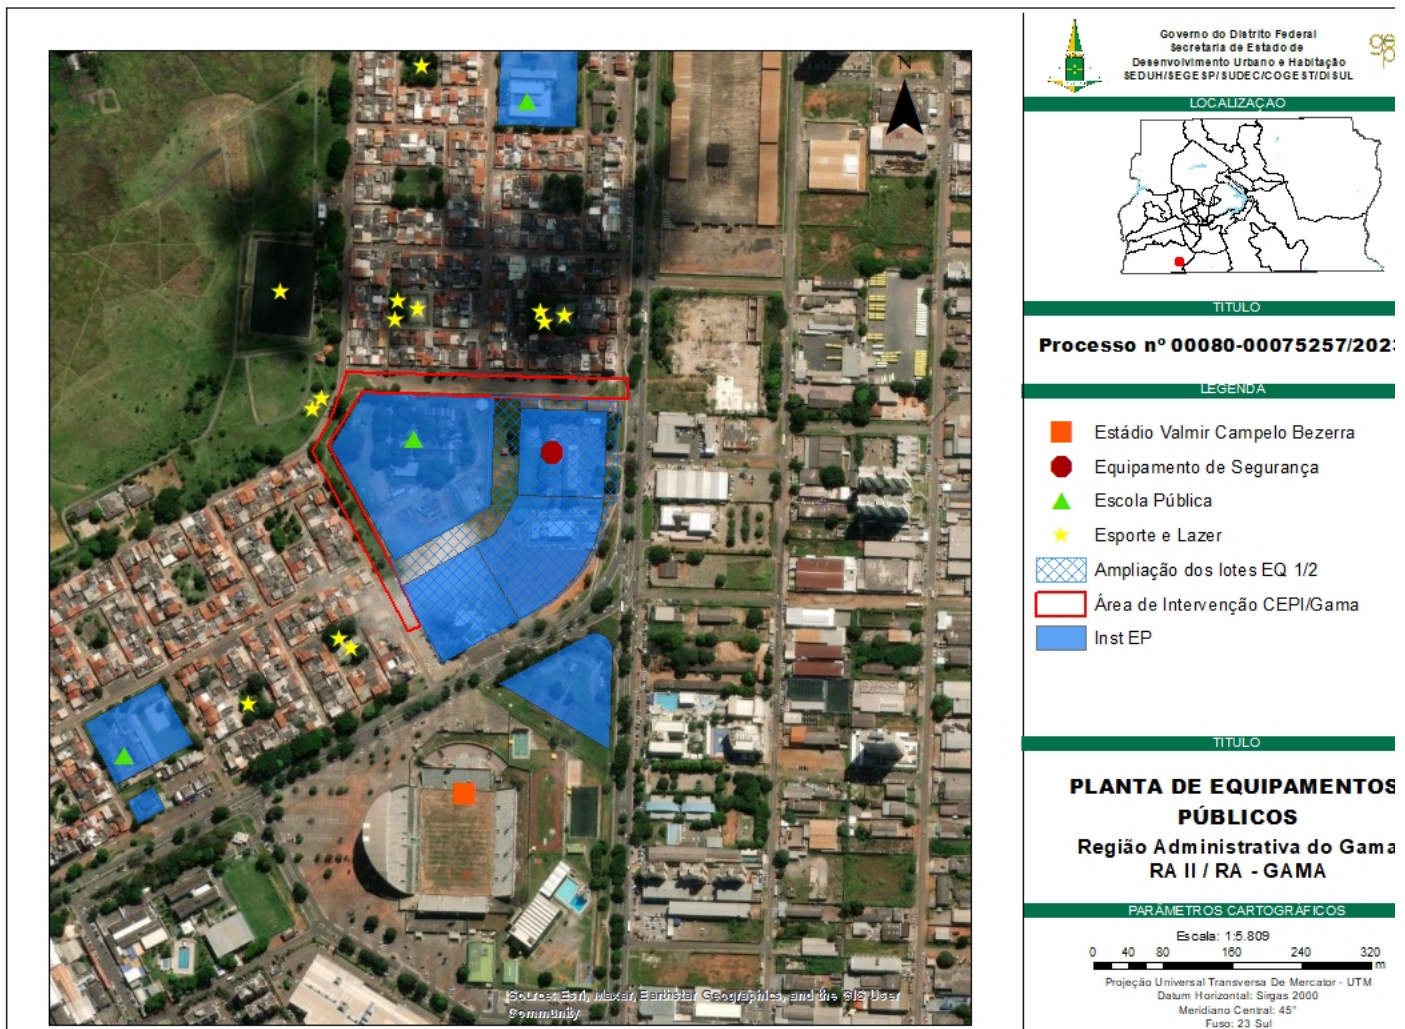 N
Source: Esri, Maxar, Earthstar Geographics, and the GIS User
Community
Governo do Distrito Federal
Secretaria de Estado de
Desenvolvimento Urbano e Habitação
SEDUH/SEGESP/SUDEC/COGEST/DISUL
LOCALIZAÇÃO
TITULO
Processo nº 00080-00075257/2023
LEGENDA
Estádio Valmir Campelo Bezerra
Equipamento de Segurança
Escola Pública
Esporte e Lazer
Ampliação dos lotes EQ 1/2
Área de Intervenção CEPI/Gama
Inst EP
TITULO
PLANTA DE EQUIPAMENTOS
PÚBLICOS
Região Administrativa do Gama
RA II / RA - GAMA
PARÂMETROS CARTOGRÁFICOS
Escala: 1:5.809
0 40 80 160 240 320
m
Projeção Universal Transversa De Mercator - UTM
Datum Horizontal: Sirgas 2000
Meridiano Central: 45°
Fuso: 23 Sul